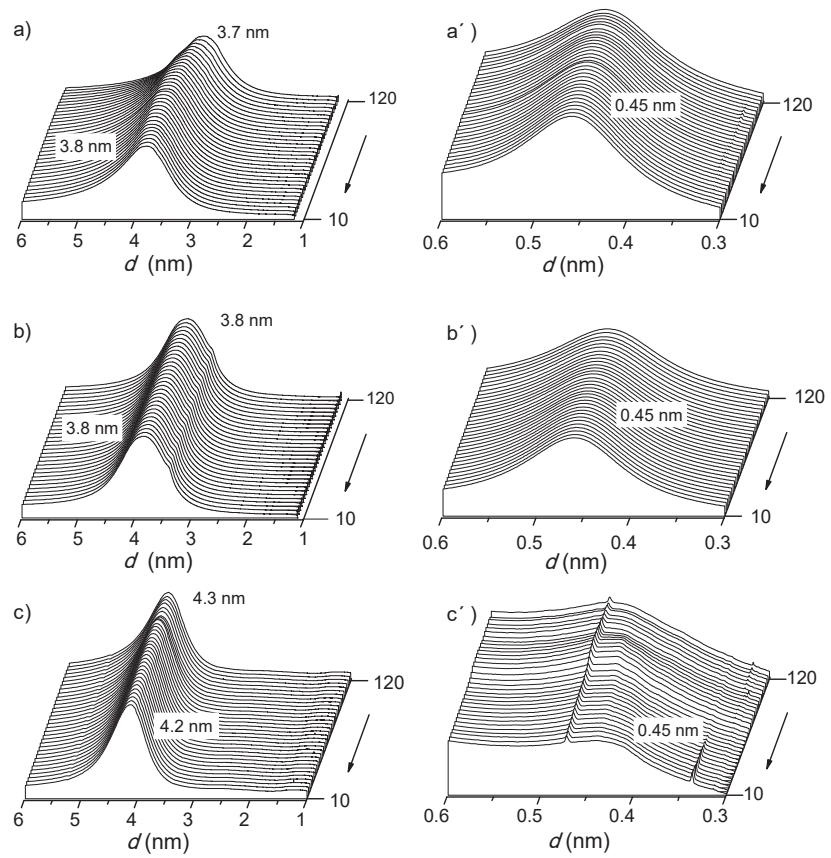 a)
3.7 nm
3.8 nm
120
10
6 5 4 3 2 1
d (nm)
a´ )
0.45 nm
120
10
0.6 0.5 0.4 0.3
d (nm)
b)
3.8 nm
3.8 nm
120
10
6 5 4 3 2 1
d (nm)
b´ )
0.45 nm
120
10
0.6 0.5 0.4 0.3
d (nm)
c)
4.3 nm
4.2 nm
120
10
6 5 4 3 2 1
d (nm)
c´ )
0.45 nm
120
10
0.6 0.5 0.4 0.3
d (nm)